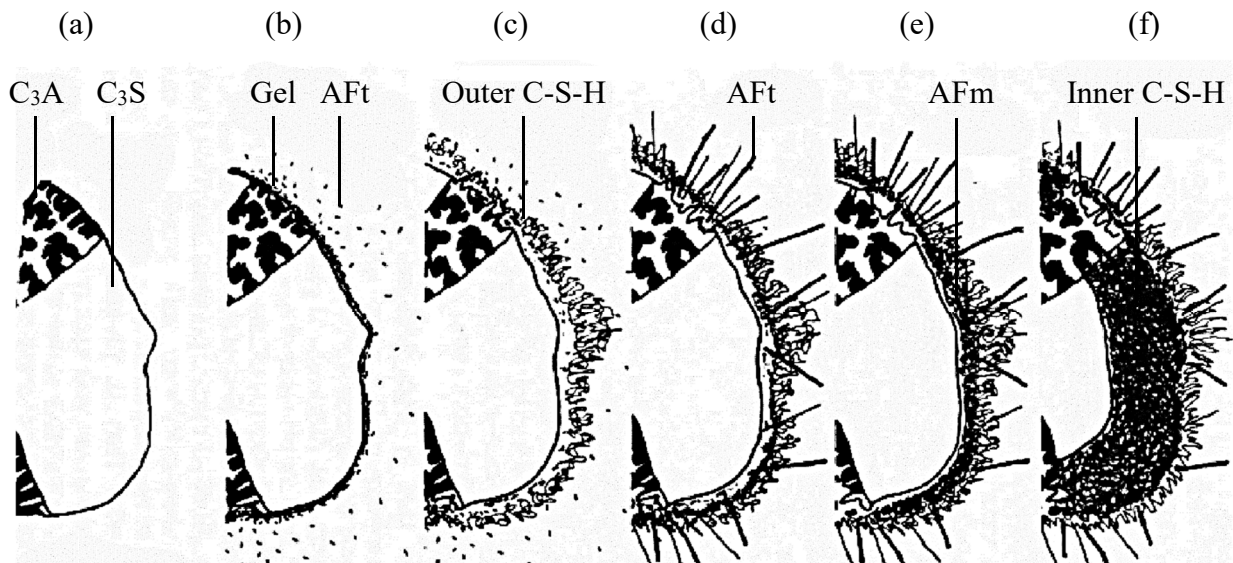 (a) (b) (c) (d) (e) (f)
C₃A C₃S Gel AFt Outer C-S-H AFt AFm Inner C-S-H